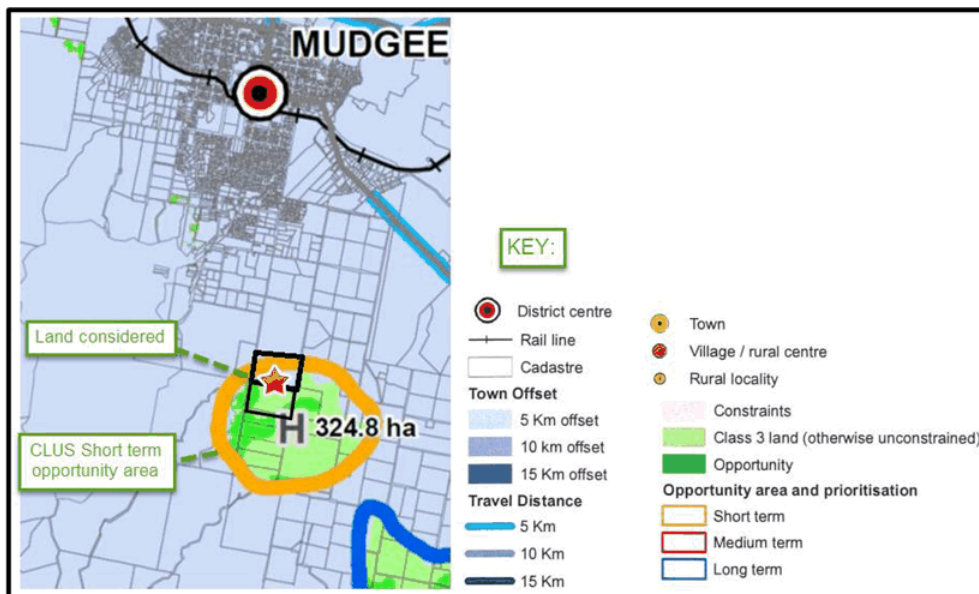 MUDGEE
Land considered
CLUS Short term
opportunity area
H 324.8 ha
KEY:
District centre
Rail line
Cadastre
Town Offset
5 Km offset
10 km offset
15 Km offset
Travel Distance
5 Km
10 Km
15 Km
Town
Village / rural centre
Rural locality
Constraints
Class 3 land (otherwise unconstrained)
Opportunity
Opportunity area and prioritisation
Short term
Medium term
Long term